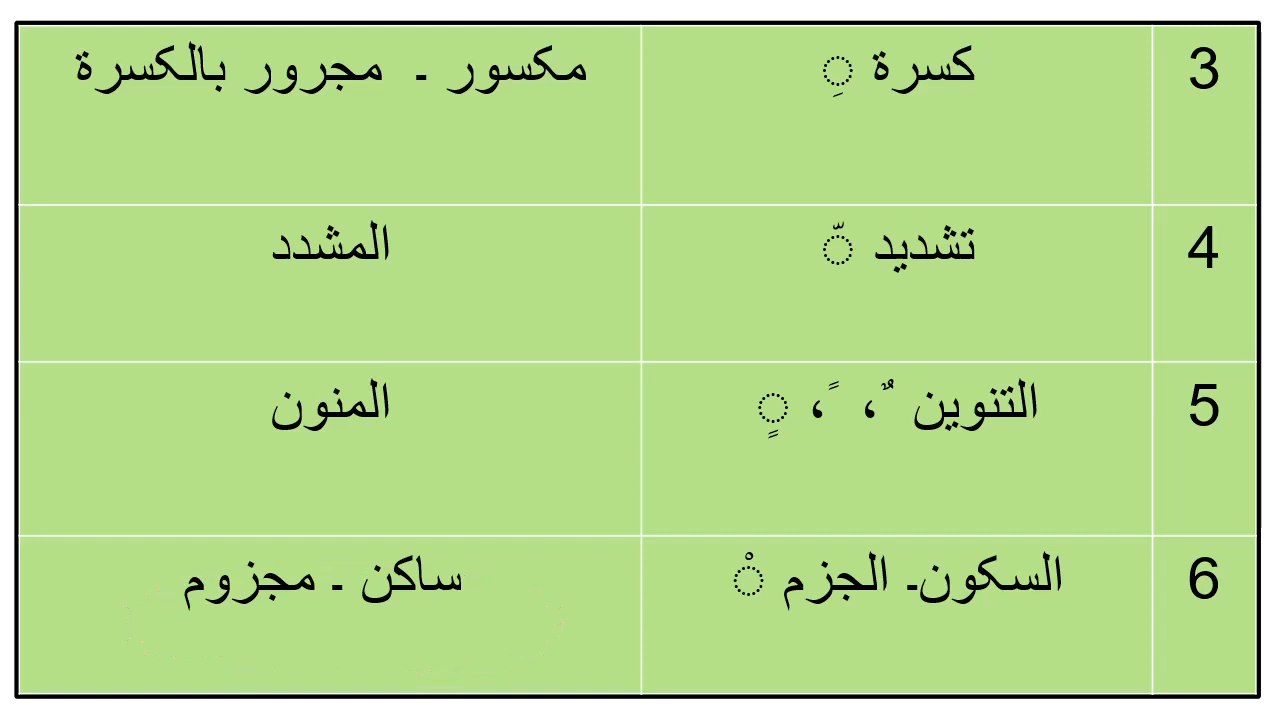 3 كسرة ◌ِ مكسور ـ مجرور بالكسرة
4 تشديد ◌ّ المشدد
5 التنوين ٌ، ً، ◌ٍ المنون
6 السكون۔ الجزم ◌ْ ساكن ۔ مجزوم